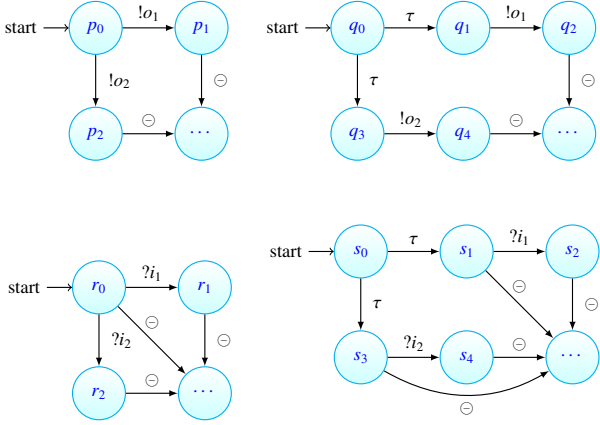 start p₀ !o₁ p₁
!o₂ ⊖
p₂ ⊖ ⋯
start q₀ τ q₁ !o₁ q₂
τ ⊖
q₃ !o₂ q₄ ⊖ ⋯
start r₀ ?i₁ r₁
?i₂ ⊖ ⊖
r₂ ⊖ ⋯
start s₀ τ s₁ ?i₁ s₂
τ ⊖ ⊖
s₃ ?i₂ s₄ ⊖ ⋯
⊖